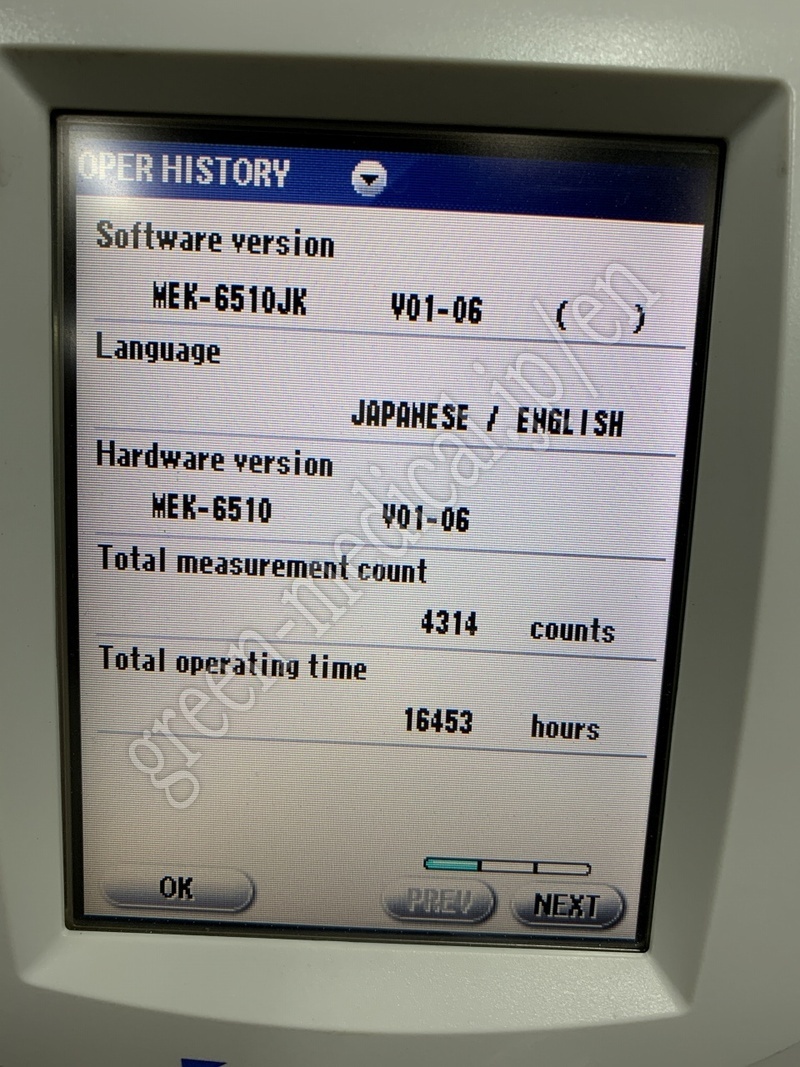 OPER HISTORY
Software version
MEK-6510JK V01-06 ( )
Language
JAPANESE / ENGLISH
Hardware version
MEK-6510 V01-06
Total measurement count
4314 counts
Total operating time
16453 hours
OK PREV NEXT
green-medical.jp/en